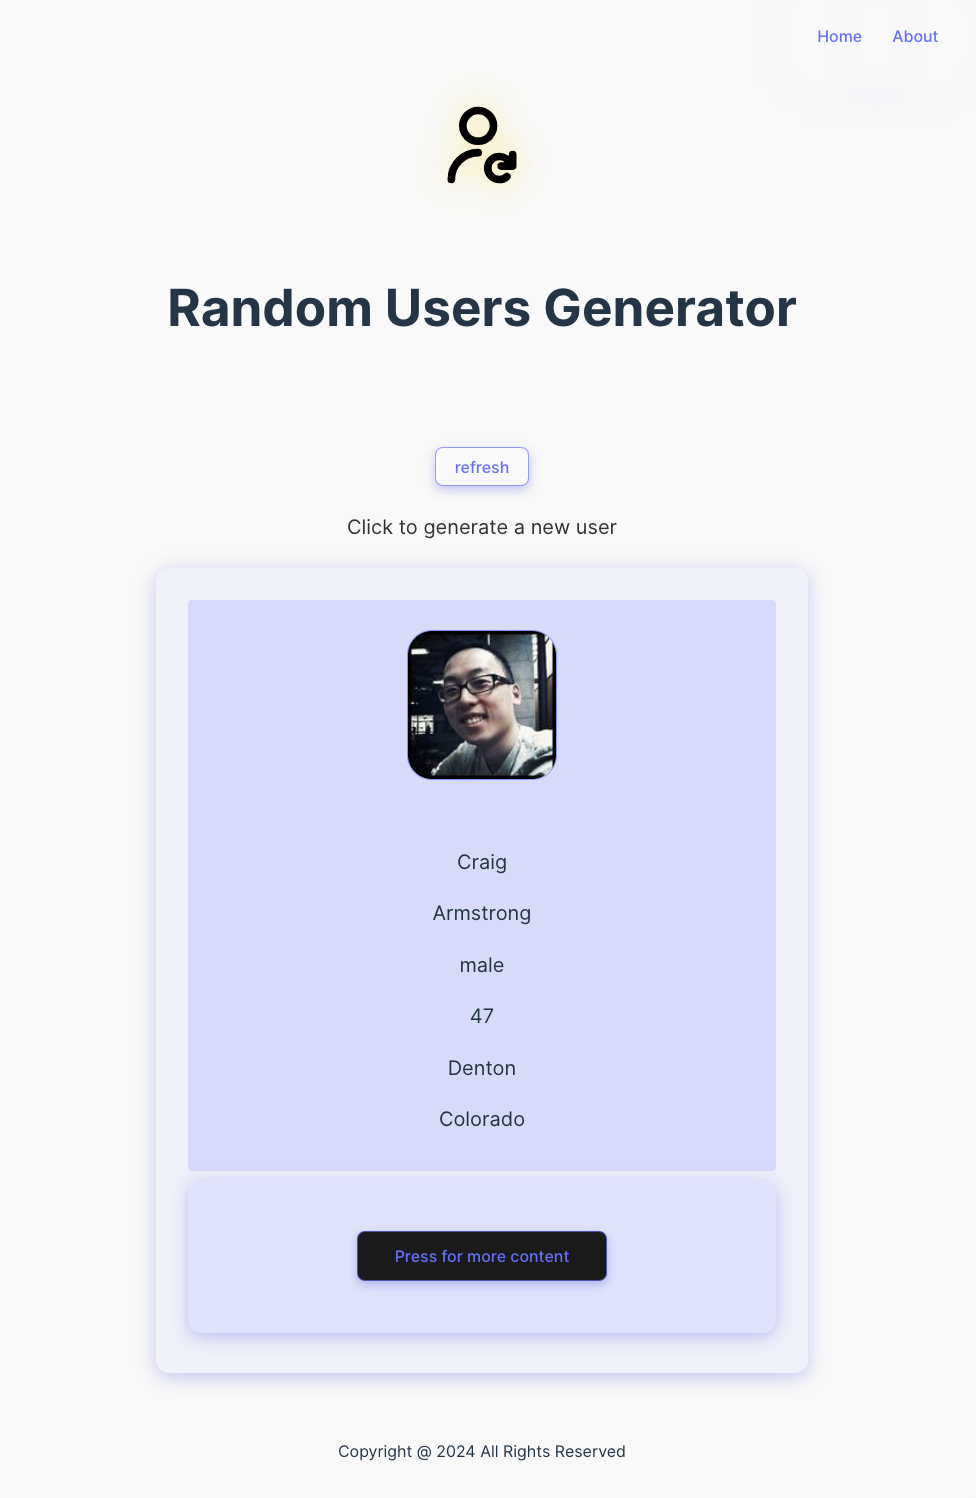 Home About
Random Users Generator
refresh
Click to generate a new user
Craig
Armstrong
male
47
Denton
Colorado
Press for more content
Copyright @ 2024 All Rights Reserved